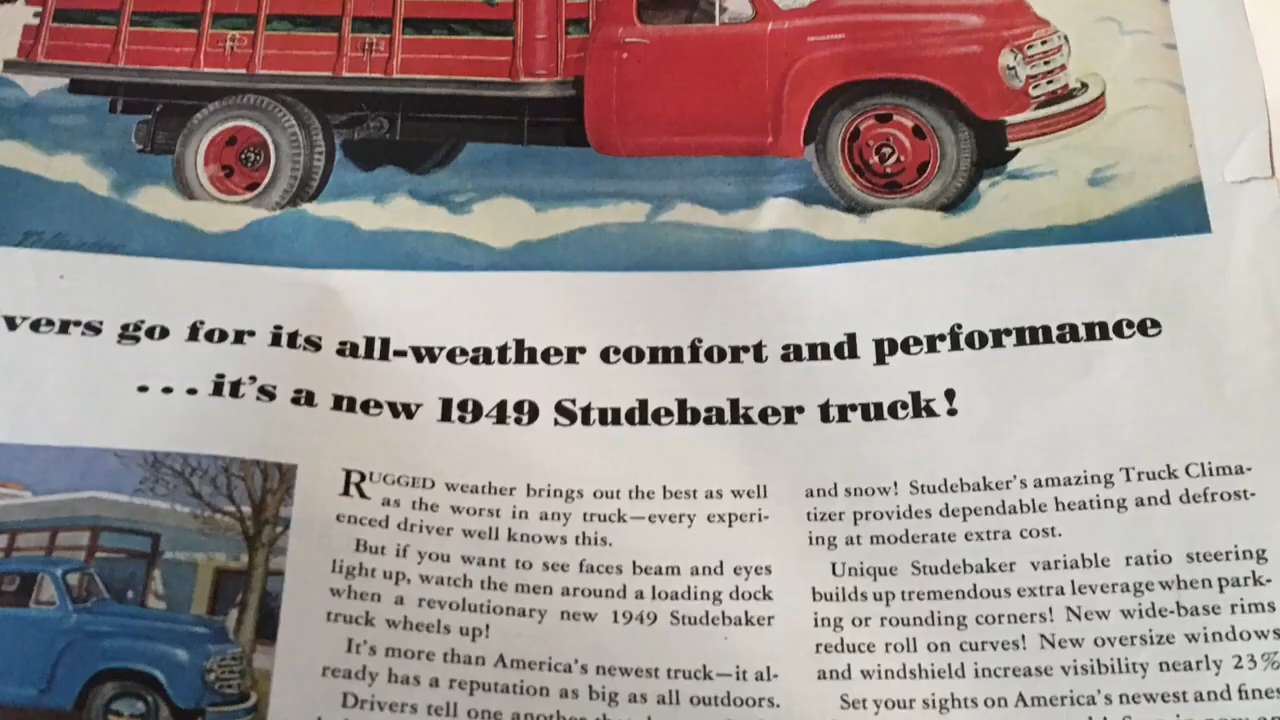 vers go for its all-weather comfort and performance
...it's a new 1949 Studebaker truck!
RUGGED weather brings out the best as well
as the worst in any truck—every experi-
enced driver well knows this.
But if you want to see faces beam and eyes
light up, watch the men around a loading dock
when a revolutionary new 1949 Studebaker
truck wheels up!
It's more than America's newest truck—it al-
ready has a reputation as big as all outdoors.
Drivers tell one another
and snow! Studebaker's amazing Truck Clima-
tizer provides dependable heating and defrost-
ing at moderate extra cost.
Unique Studebaker variable ratio steering
builds up tremendous extra leverage when park-
ing or rounding corners! New wide-base rims
reduce roll on curves! New oversize windows
and windshield increase visibility nearly 23%
Set your sights on America's newest and fines